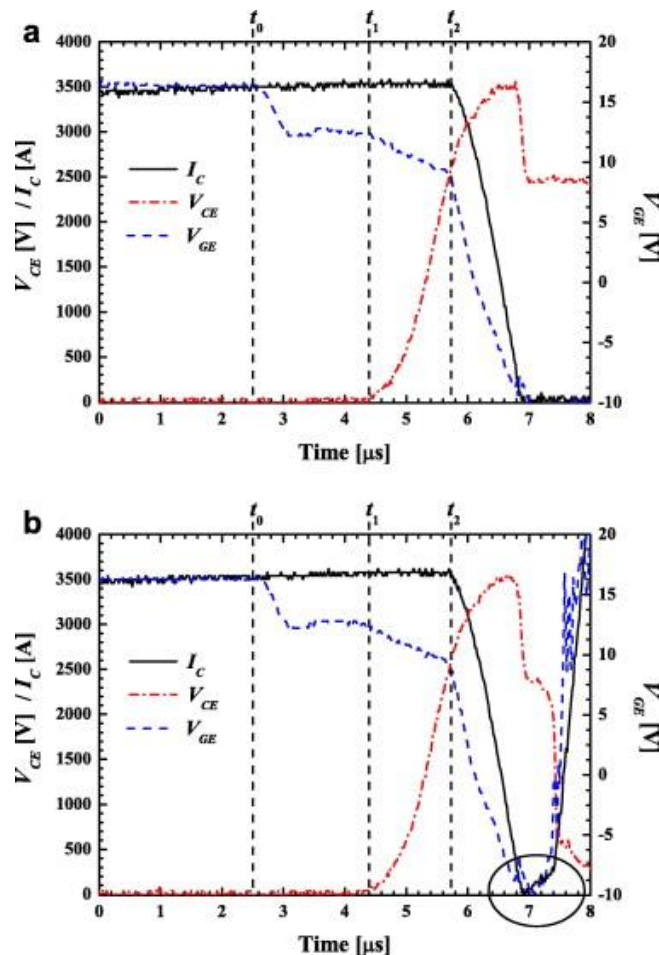 a
t0 t1 t2
4000
3500
3000
2500
2000
1500
1000
500
0
VCE [V] / IC [A]
IC
VCE
VGE
20
15
10
5
0
-5
-10
VGE [V]
0 1 2 3 4 5 6 7 8
Time [μs]
b
t0 t1 t2
4000
3500
3000
2500
2000
1500
1000
500
0
VCE [V] / IC [A]
IC
VCE
VGE
20
15
10
5
0
-5
-10
VGE [V]
0 1 2 3 4 5 6 7 8
Time [μs]